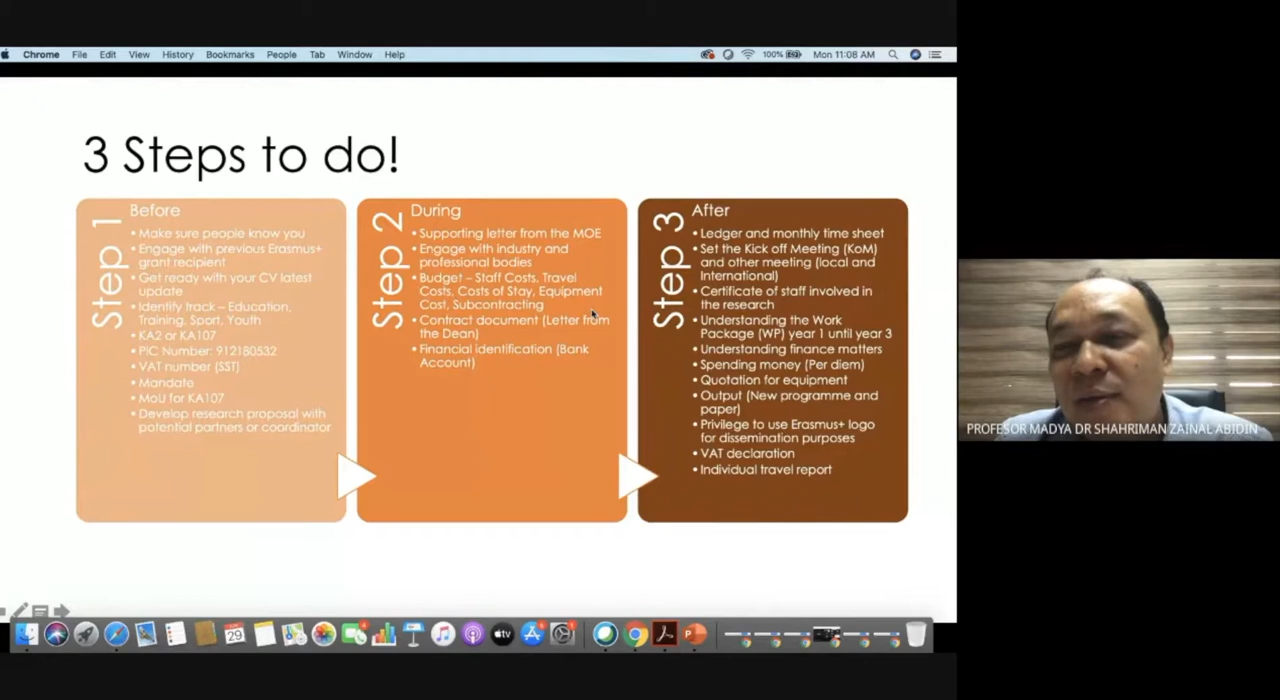 Chrome File Edit View History Bookmarks People Tab Window Help 100% Mon 11:08 AM
3 Steps to do!
Step 1
Before
• Make sure people know you
• Engage with previous Erasmus+
grant recipient
• Get ready with your CV latest
update
• Identify track – Education,
Training, Sport, Youth
• KA2 or KA107
• PIC Number: 912180532
• VAT number (SST)
• Mandate
• MoU for KA107
• Develop research proposal with
potential partners or coordinator
Step 2
During
• Supporting letter from the MOE
• Engage with industry and
professional bodies
• Budget – Staff Costs, Travel
Costs, Costs of Stay, Equipment
Cost, Subcontracting
• Contract document (Letter from
the Dean)
• Financial identification (Bank
Account)
Step 3
After
• Ledger and monthly time sheet
• Set the Kick off Meeting (KoM)
and other meeting (local and
International)
• Certificate of staff involved in
the research
• Understanding the Work
Package (WP) year 1 until year 3
• Understanding finance matters
• Spending money (Per diem)
• Quotation for equipment
• Output (New programme and
paper)
• Privilege to use Erasmus+ logo
for dissemination purposes
• VAT declaration
• Individual travel report
PROFESOR MADYA DR SHAHRIMAN ZAINAL ABIDIN
29
tv